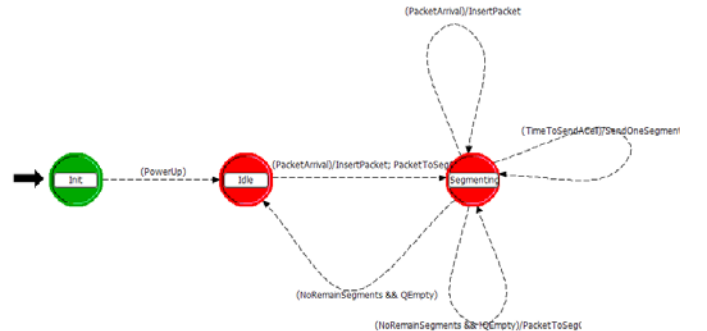 (PacketArrival)/InsertPacket
(TimeToSendACell)/SendOneSegment
(PowerUp)
(PacketArrival)/InsertPacket; PacketToSeg
Init
Idle
Segmenting
(NoRemainSegments && QEmpty)
(NoRemainSegments && !QEmpty)/PacketToSeg(